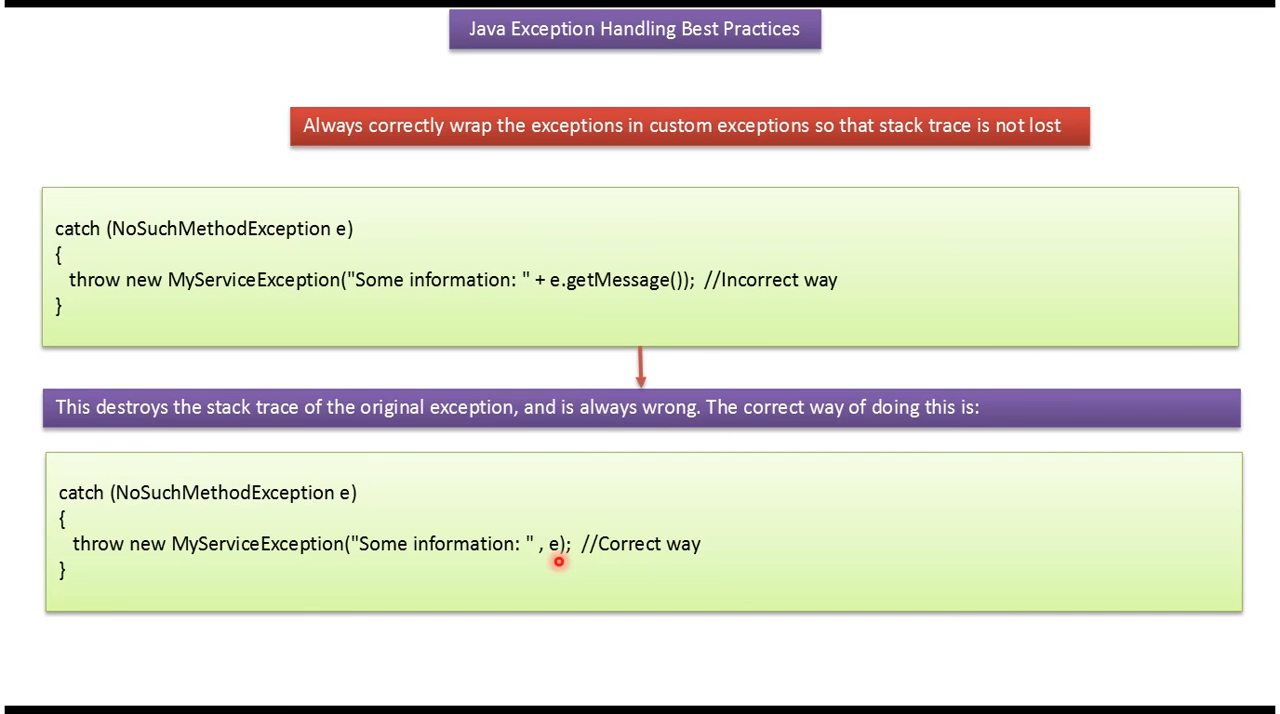 Java Exception Handling Best Practices
Always correctly wrap the exceptions in custom exceptions so that stack trace is not lost
catch (NoSuchMethodException e)
{
throw new MyServiceException("Some information: " + e.getMessage()); //Incorrect way
}
This destroys the stack trace of the original exception, and is always wrong. The correct way of doing this is:
catch (NoSuchMethodException e)
{
throw new MyServiceException("Some information: " , e); //Correct way
}